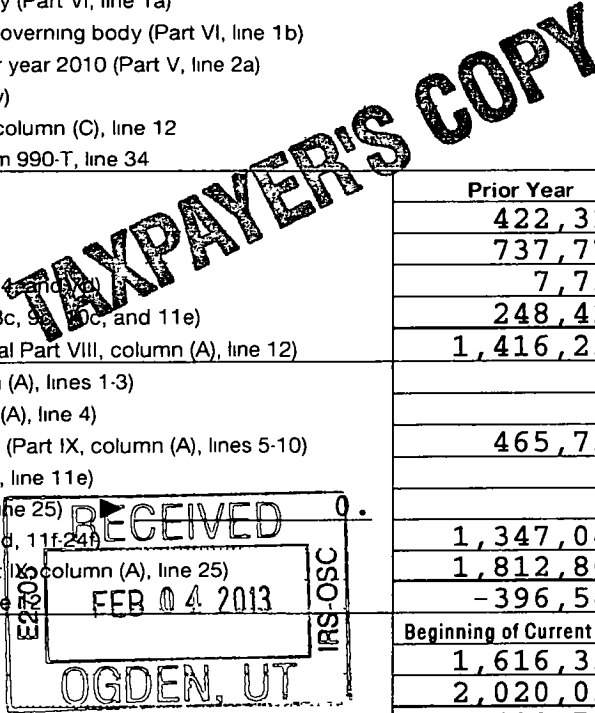 y (Part VI, line 1a)
overning body (Part VI, line 1b)
r year 2010 (Part V, line 2a)
y)
column (C), line 12
m 990-T, line 34
TAXPAYER'S COPY
Prior Year
422,3
737,7
4, and 7d)
7,7
8c, 9c, 10c, and 11e)
248,4
al Part VIII, column (A), line 12)
1,416,2
(A), lines 1-3)
(A), line 4)
(Part IX, column (A), lines 5-10)
465,7
, line 11e)
ne 25) ▶ 0.
d, 11f-24f)
1,347,0
t IX, column (A), line 25)
1,812,8
e 12
-396,5
RECEIVED
E2705
FEB 04 2013
IRS-OSC
OGDEN, UT
Beginning of Current
1,616,3
2,020,0